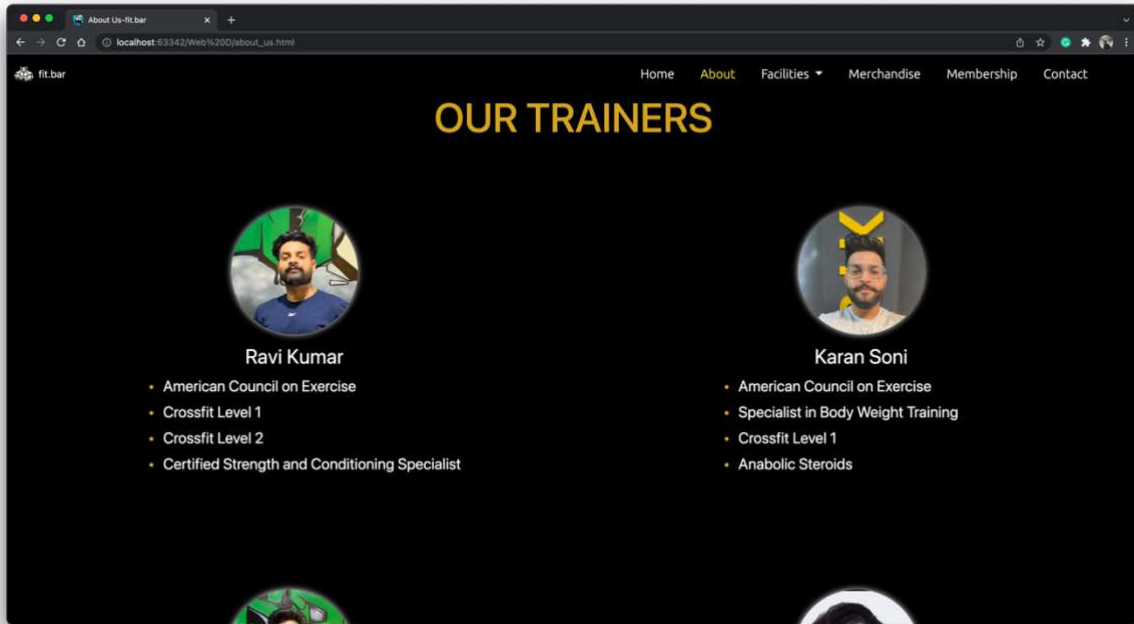 About Us-fit.bar
localhost:63342/Web%20D/about_us.html
fit.bar
Home About Facilities Merchandise Membership Contact
OUR TRAINERS
Ravi Kumar
• American Council on Exercise
• Crossfit Level 1
• Crossfit Level 2
• Certified Strength and Conditioning Specialist
Karan Soni
• American Council on Exercise
• Specialist in Body Weight Training
• Crossfit Level 1
• Anabolic Steroids